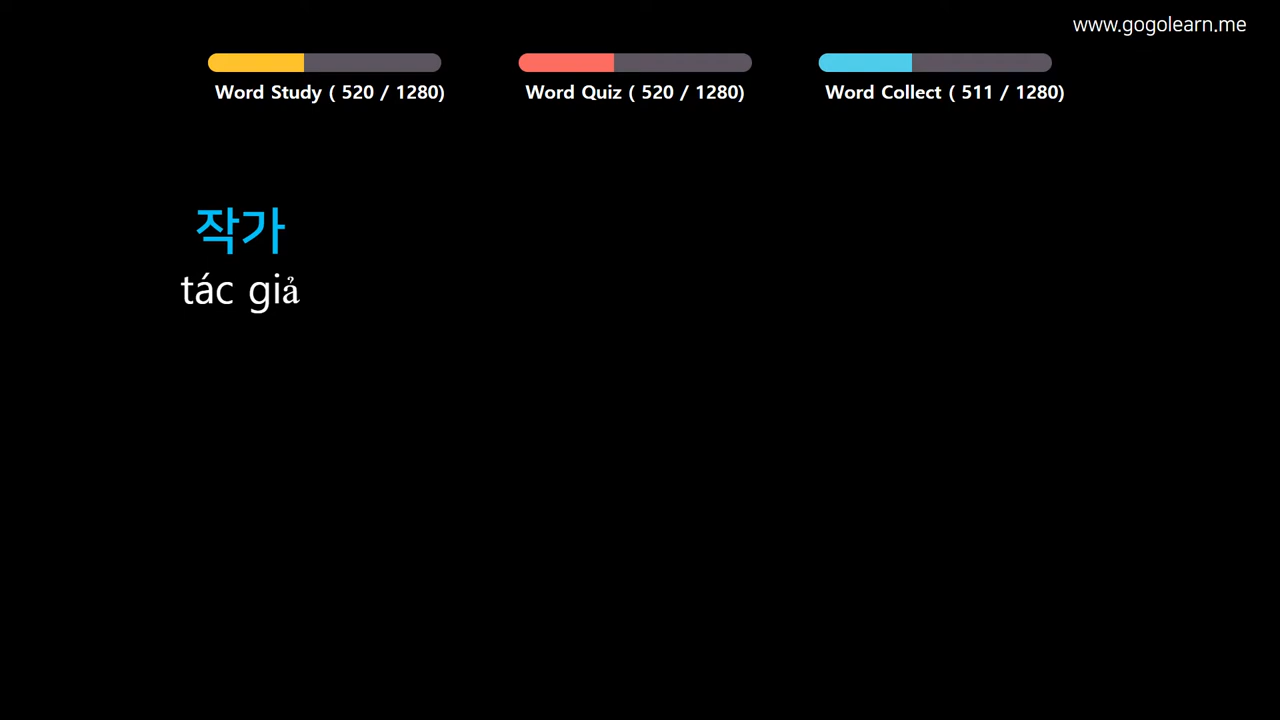 www.gogolearn.me
Word Study ( 520 / 1280)
Word Quiz ( 520 / 1280)
Word Collect ( 511 / 1280)
작가
tác giả